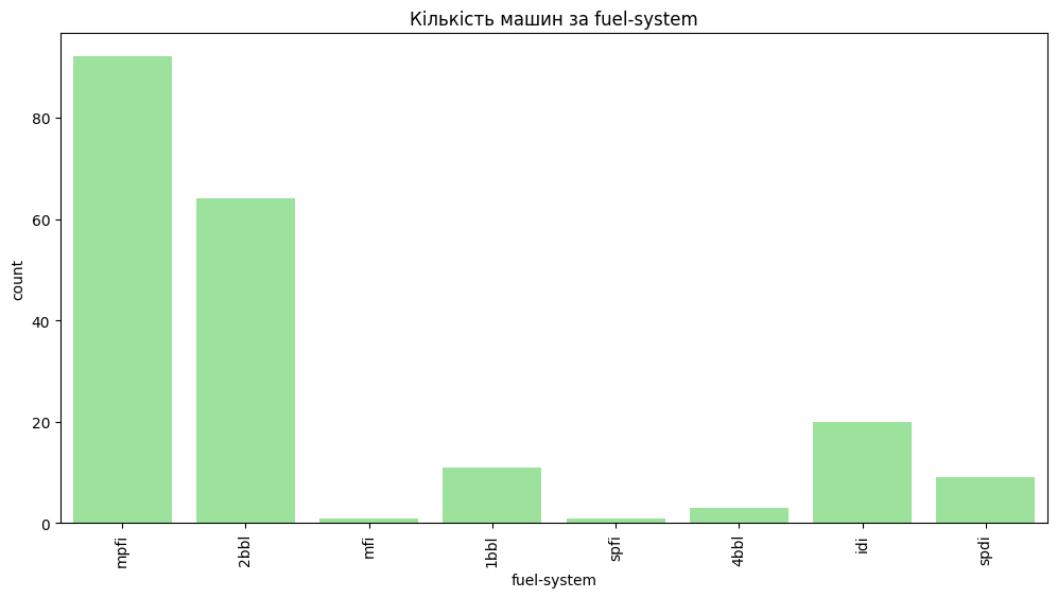 Кількість машин за fuel-system
80
60
40
20
0
count
mpfi
2bbl
mfi
1bbl
spfi
4bbl
idi
spdi
fuel-system